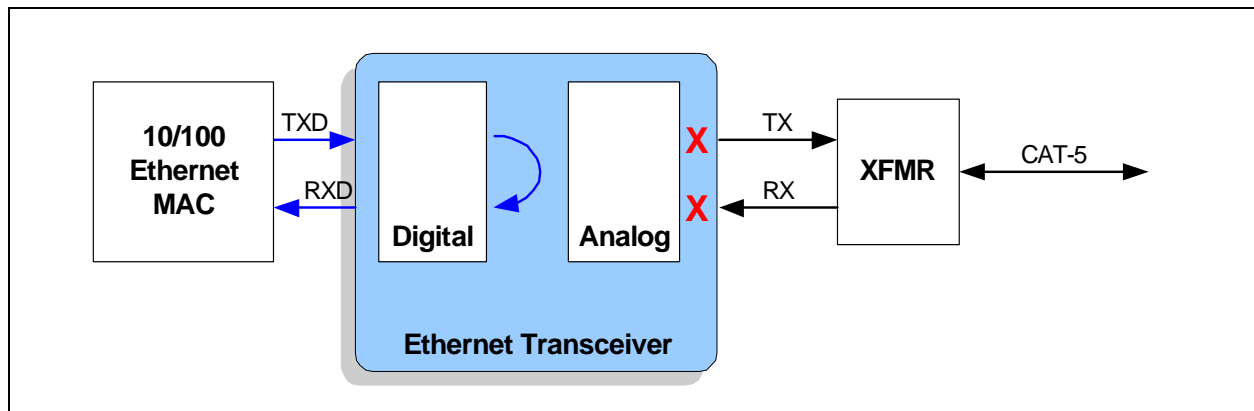 10/100
Ethernet
MAC
TXD
RXD
Digital
Analog
X
X
Ethernet Transceiver
TX
RX
XFMR
CAT-5